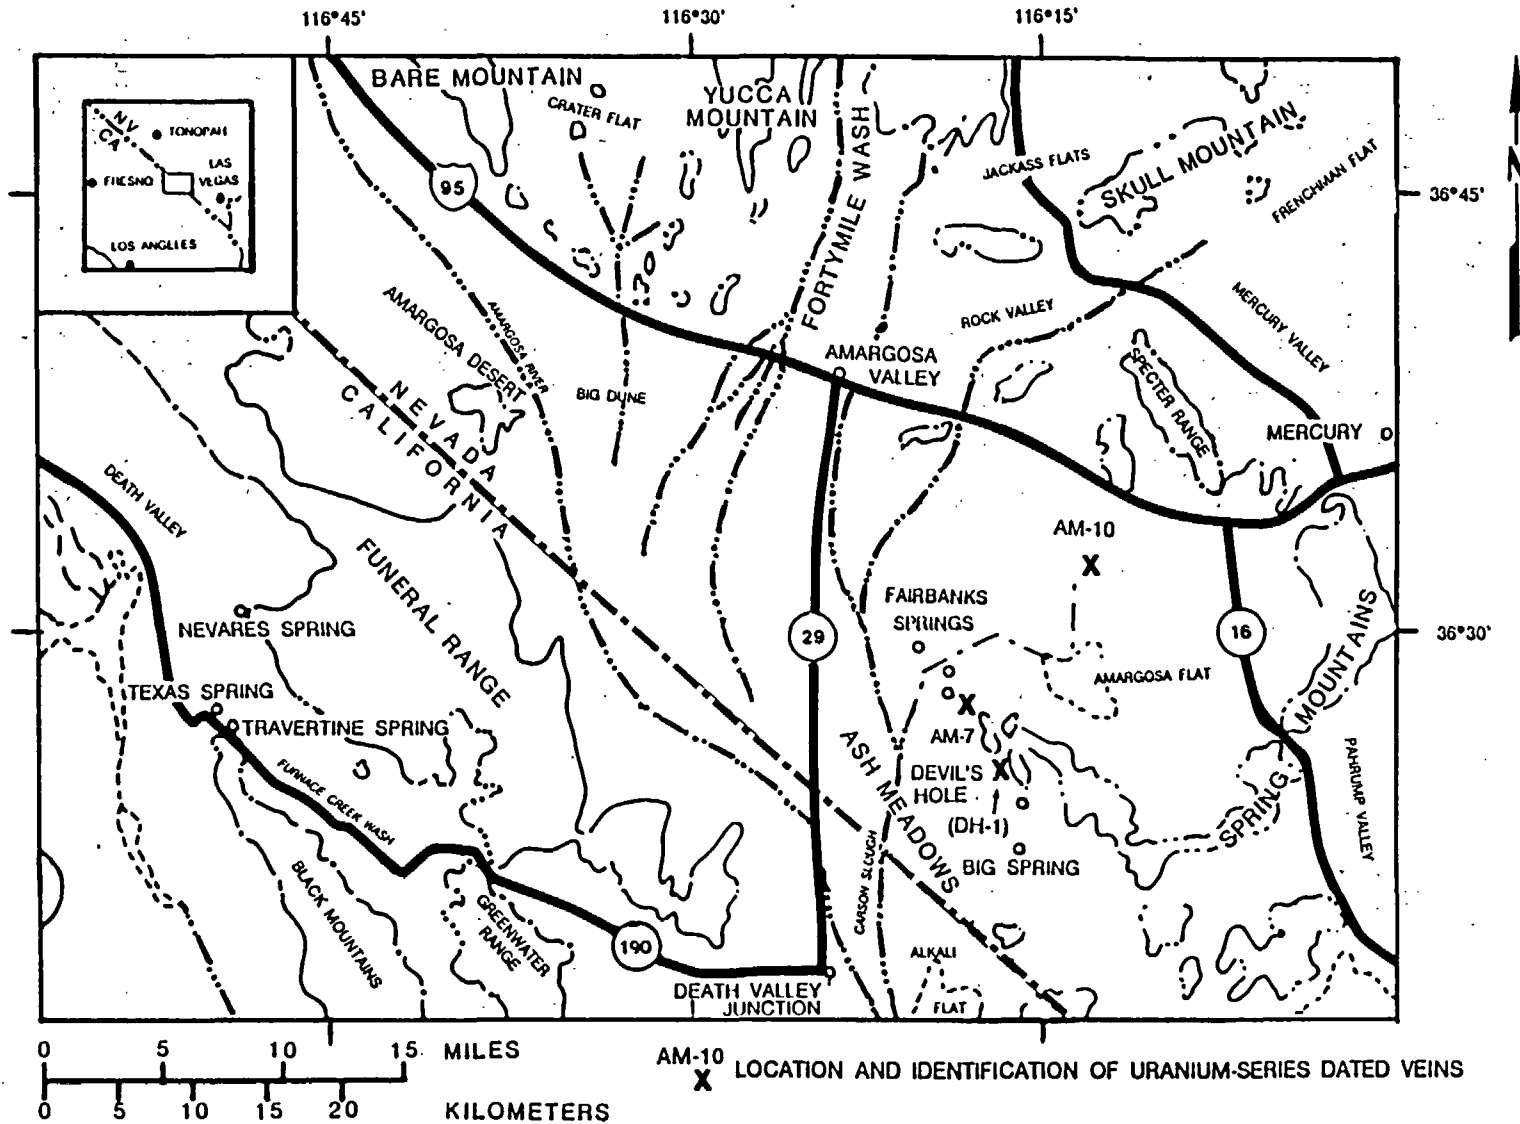 116°45'
116°30'
116°15'
BARE MOUNTAIN
CRATER FLAT
YUCCA
MOUNTAIN
FORTYMILE WASH
JACKASS FLATS
SKULL MOUNTAIN
FRENCHMAN FLAT
N
NV
CA
TONOPAH
LAS
VEGAS
FRESNO
LOS ANGLLES
95
36°45'
AMARGOSA DESERT
AMARGOSA RIVER
ROCK VALLEY
MERCURY VALLEY
NEVADA
CALIFORNIA
BIG DUNE
AMARGOSA
VALLEY
SPECTER RANGE
MERCURY
DEATH VALLEY
FUNERAL RANGE
AM-10
X
FAIRBANKS
SPRINGS
NEVARES SPRING
29
16
36°30'
AMARGOSA FLAT
MOUNTAINS
TEXAS SPRING
TRAVERTINE SPRING
X
AM-7
ASH MEADOWS
DEVIL'S
HOLE
X
(DH-1)
SPRING
PAHRUMP VALLEY
FURNACE CREEK WASH
BLACK MOUNTAINS
CARSON SLOUGH
BIG SPRING
GREENWATER
RANGE
190
ALKALI
FLAT
DEATH VALLEY
JUNCTION
0 5 10 15 MILES
0 5 10 15 20 KILOMETERS
AM-10
X LOCATION AND IDENTIFICATION OF URANIUM-SERIES DATED VEINS